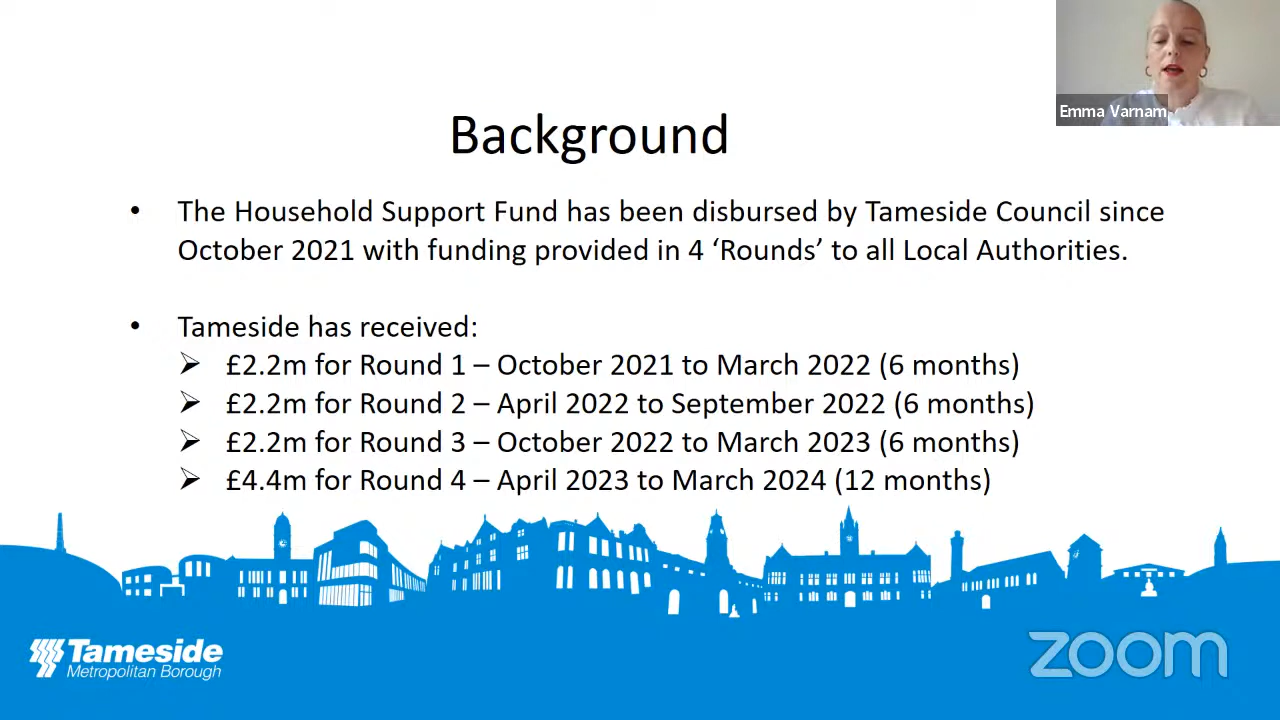 Emma Varnam
Background
• The Household Support Fund has been disbursed by Tameside Council since
October 2021 with funding provided in 4 ‘Rounds’ to all Local Authorities.
• Tameside has received:
➢ £2.2m for Round 1 – October 2021 to March 2022 (6 months)
➢ £2.2m for Round 2 – April 2022 to September 2022 (6 months)
➢ £2.2m for Round 3 – October 2022 to March 2023 (6 months)
➢ £4.4m for Round 4 – April 2023 to March 2024 (12 months)
Tameside
Metropolitan Borough
zoom